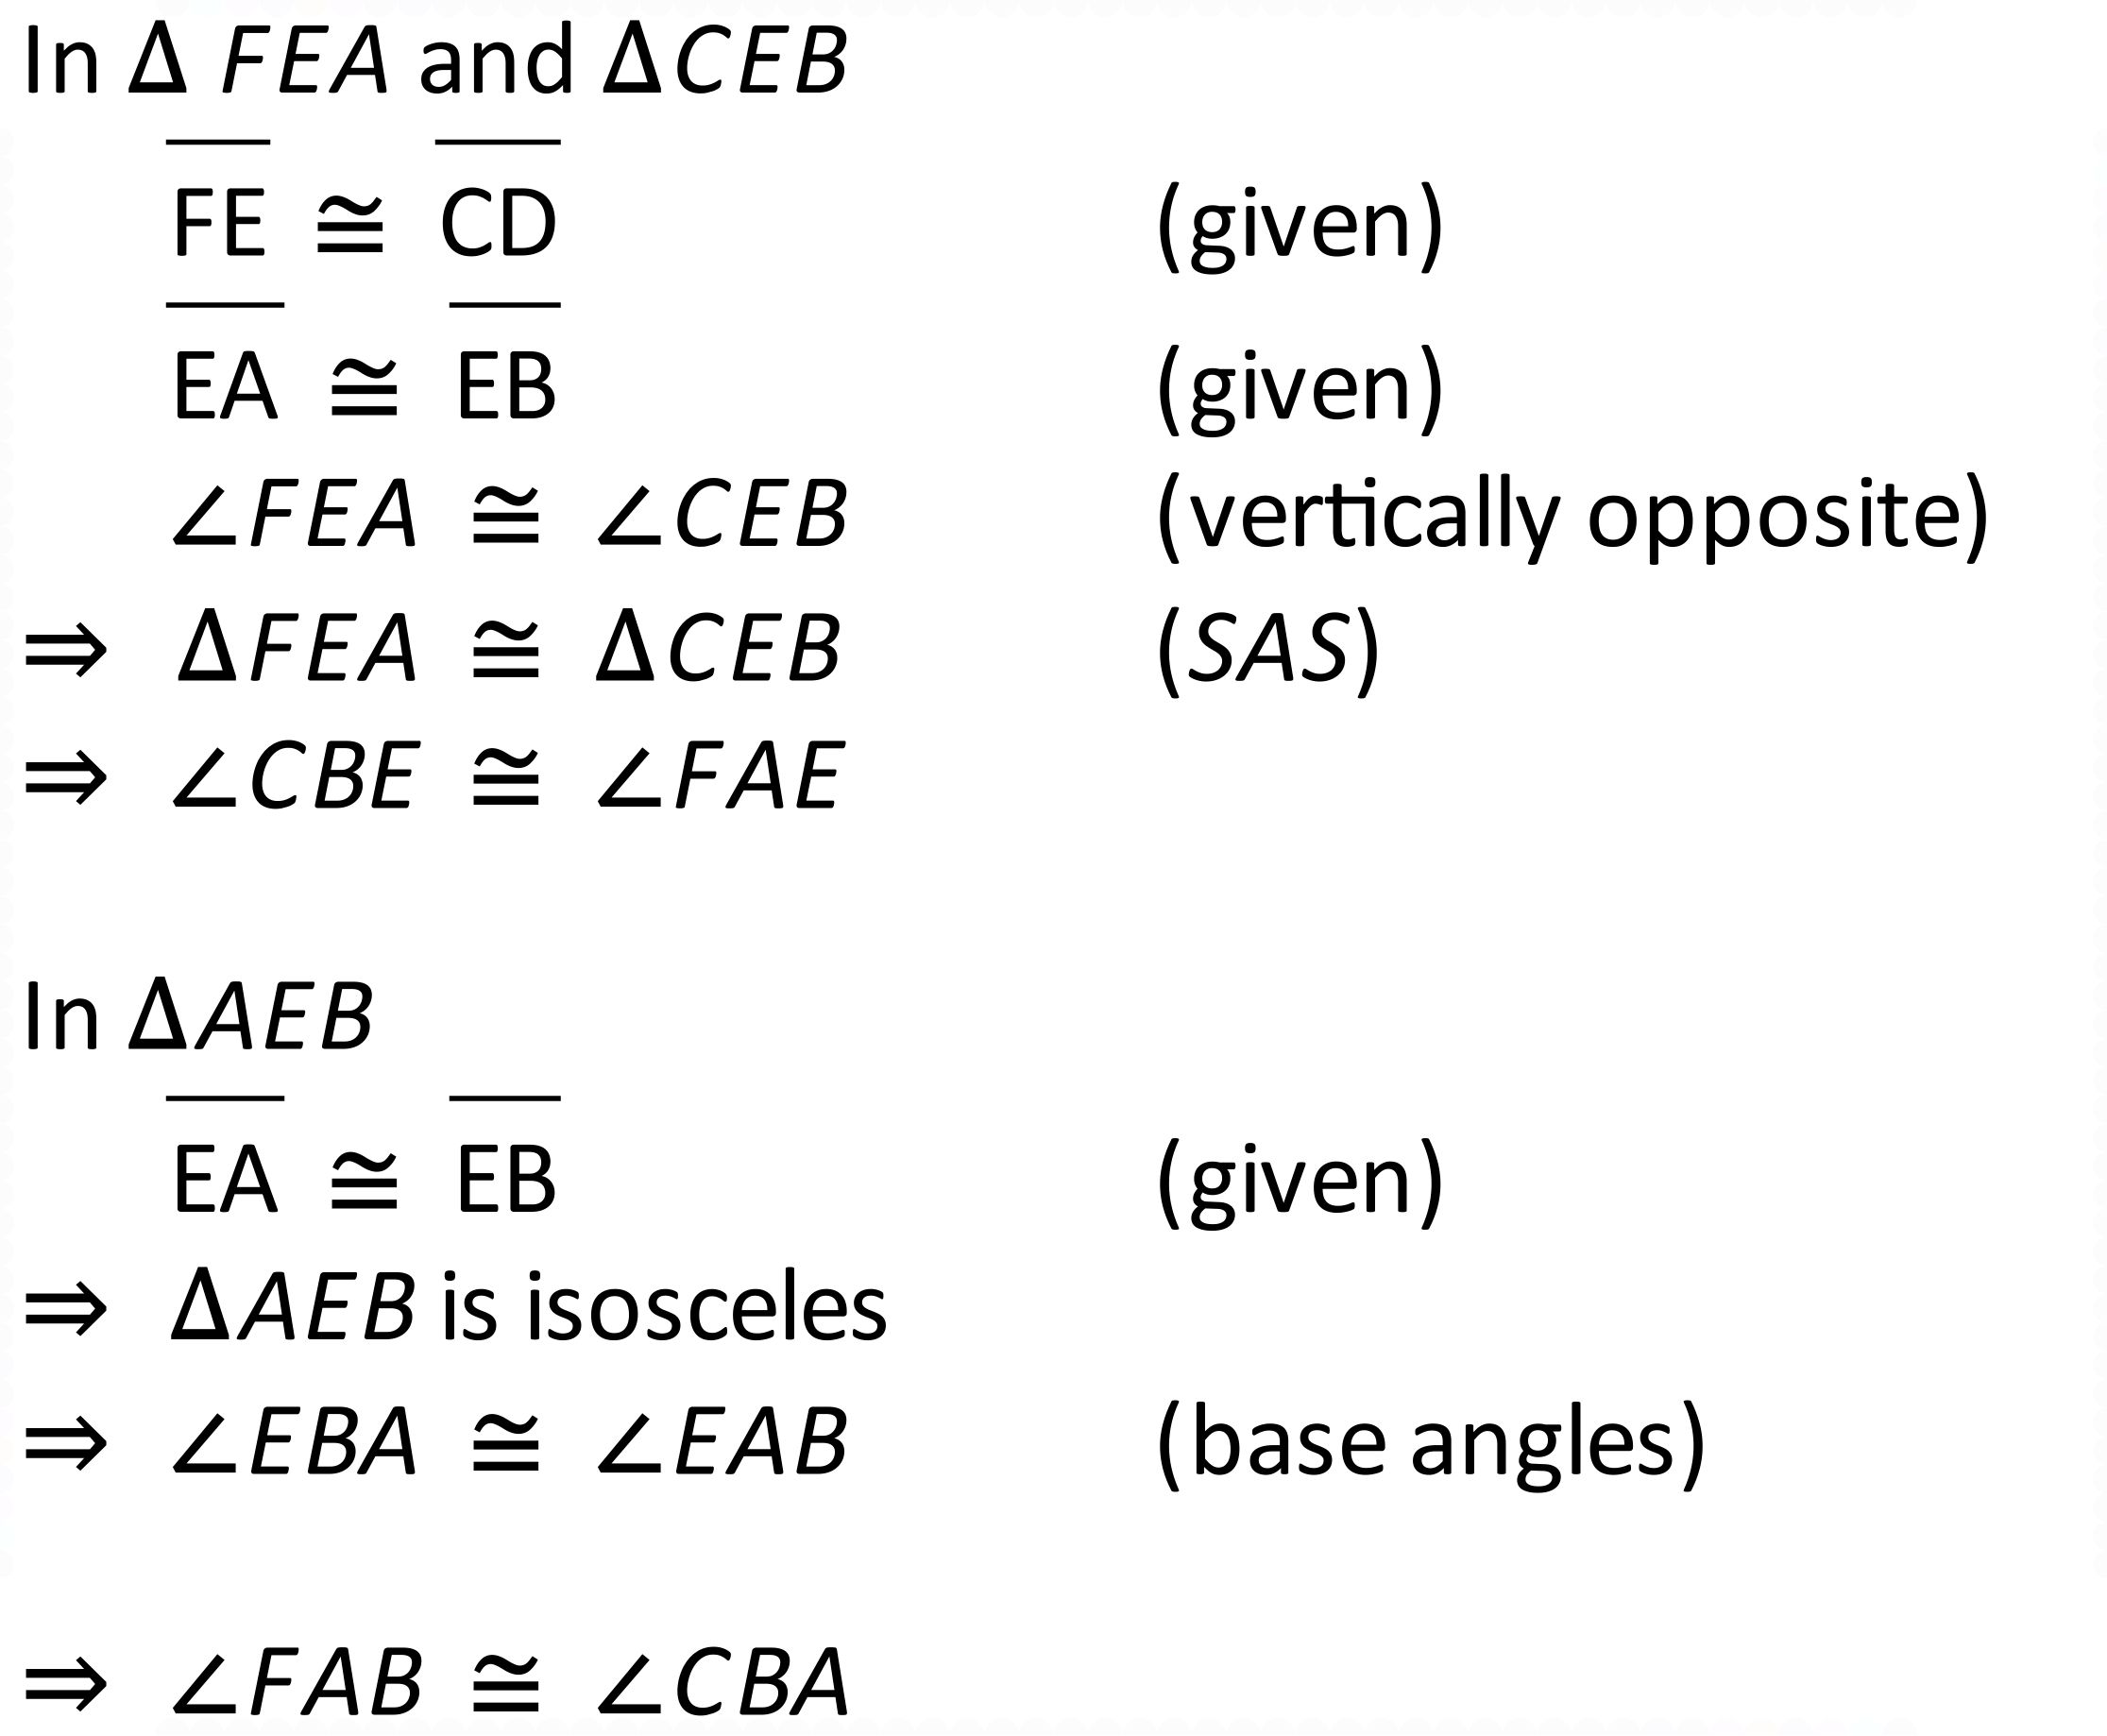 In Δ FEA and ΔCEB
FE ≅ CD (given)
EA ≅ EB (given)
∠FEA ≅ ∠CEB (vertically opposite)
⇒ ΔFEA ≅ ΔCEB (SAS)
⇒ ∠CBE ≅ ∠FAE
In ΔAEB
EA ≅ EB (given)
⇒ ΔAEB is isosceles
⇒ ∠EBA ≅ ∠EAB (base angles)
⇒ ∠FAB ≅ ∠CBA